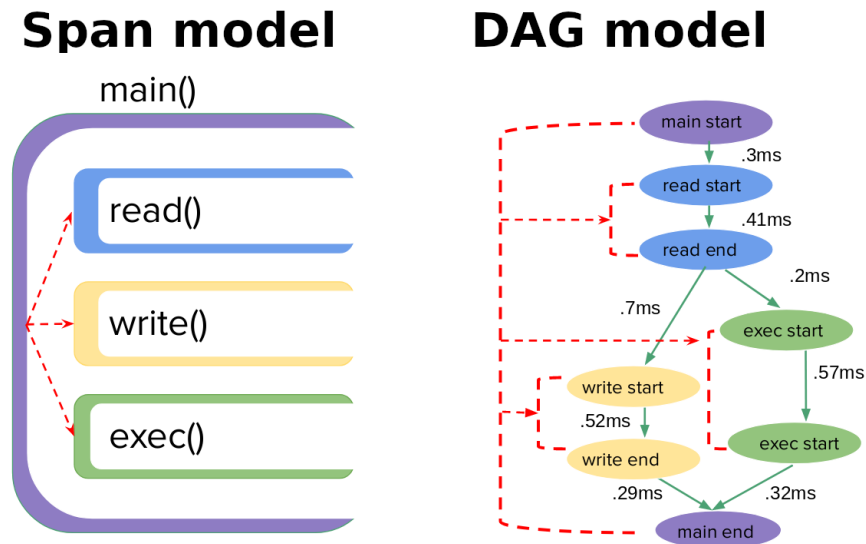 Span model
main()
read()
write()
exec()
DAG model
main start
.3ms
read start
.41ms
read end
.2ms
.7ms
exec start
.57ms
write start
.52ms
exec start
write end
.29ms
.32ms
main end